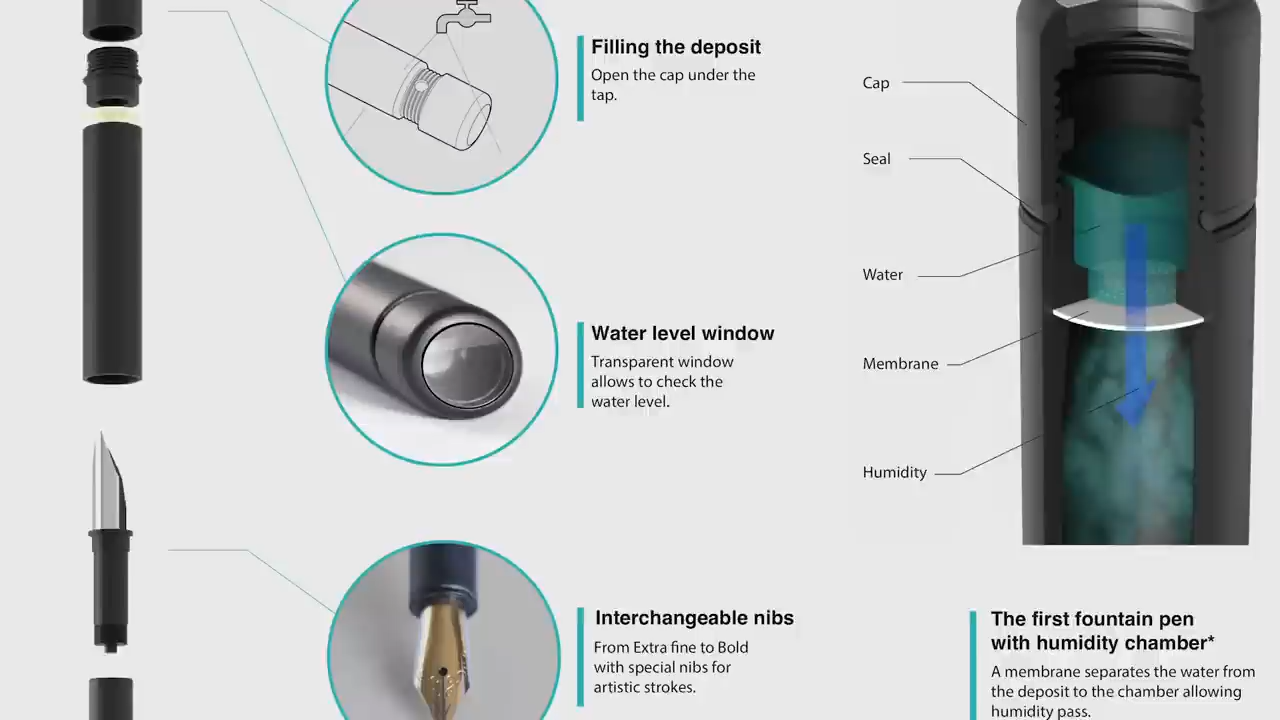 Filling the deposit
Open the cap under the
tap.
Water level window
Transparent window
allows to check the
water level.
Interchangeable nibs
From Extra fine to Bold
with special nibs for
artistic strokes.
Cap
Seal
Water
Membrane
Humidity
The first fountain pen
with humidity chamber*
A membrane separates the water from
the deposit to the chamber allowing
humidity pass.